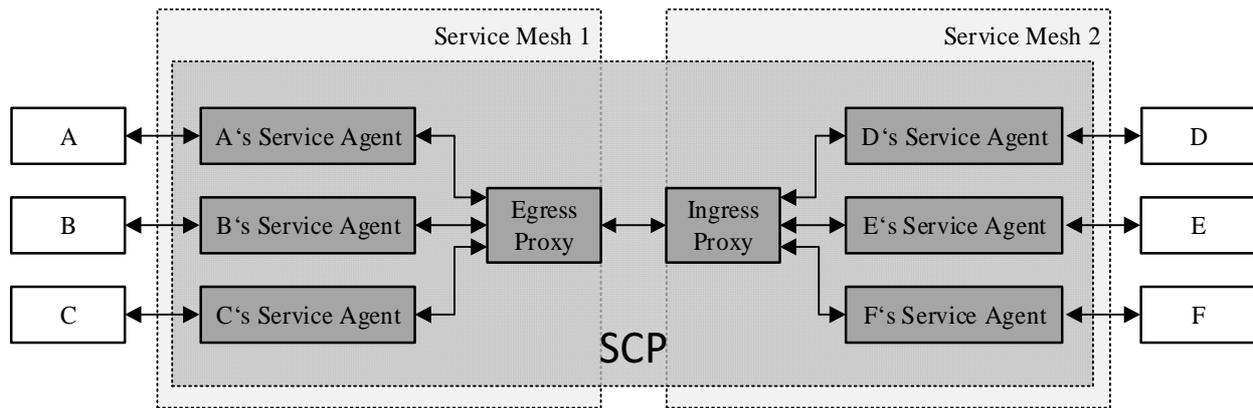 Service Mesh 1
Service Mesh 2
A
A‘s Service Agent
D‘s Service Agent
D
B
B‘s Service Agent
Egress
Proxy
Ingress
Proxy
E‘s Service Agent
E
C
C‘s Service Agent
F‘s Service Agent
F
SCP